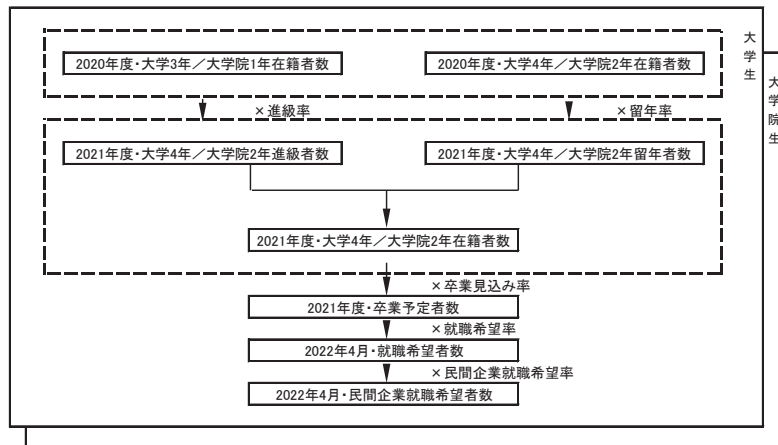 大学生
大学院生
2020年度・大学3年／大学院1年在籍者数
2020年度・大学4年／大学院2年在籍者数
×進級率
×留年率
2021年度・大学4年／大学院2年進級者数
2021年度・大学4年／大学院2年留年者数
2021年度・大学4年／大学院2年在籍者数
×卒業見込み率
2021年度・卒業予定者数
×就職希望率
2022年4月・就職希望者数
×民間企業就職希望率
2022年4月・民間企業就職希望者数